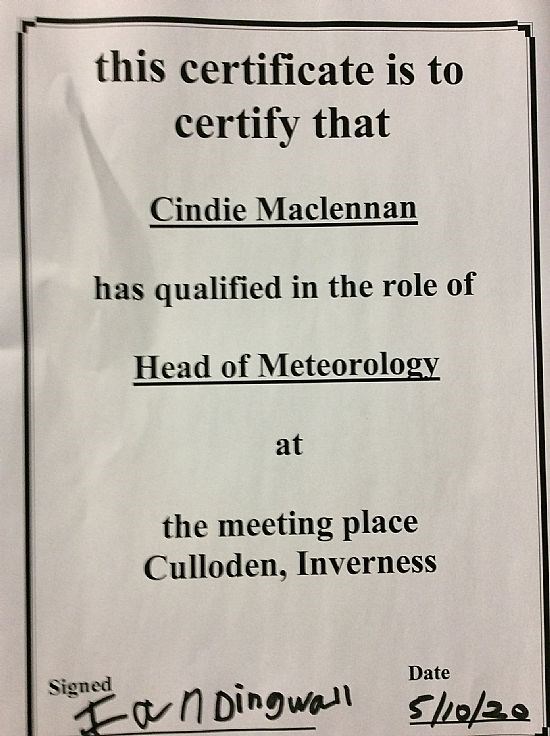 this certificate is to
certify that
Cindie Maclennan
has qualified in the role of
Head of Meteorology
at
the meeting place
Culloden, Inverness
Signed
Ian Dingwall
Date
5/10/20